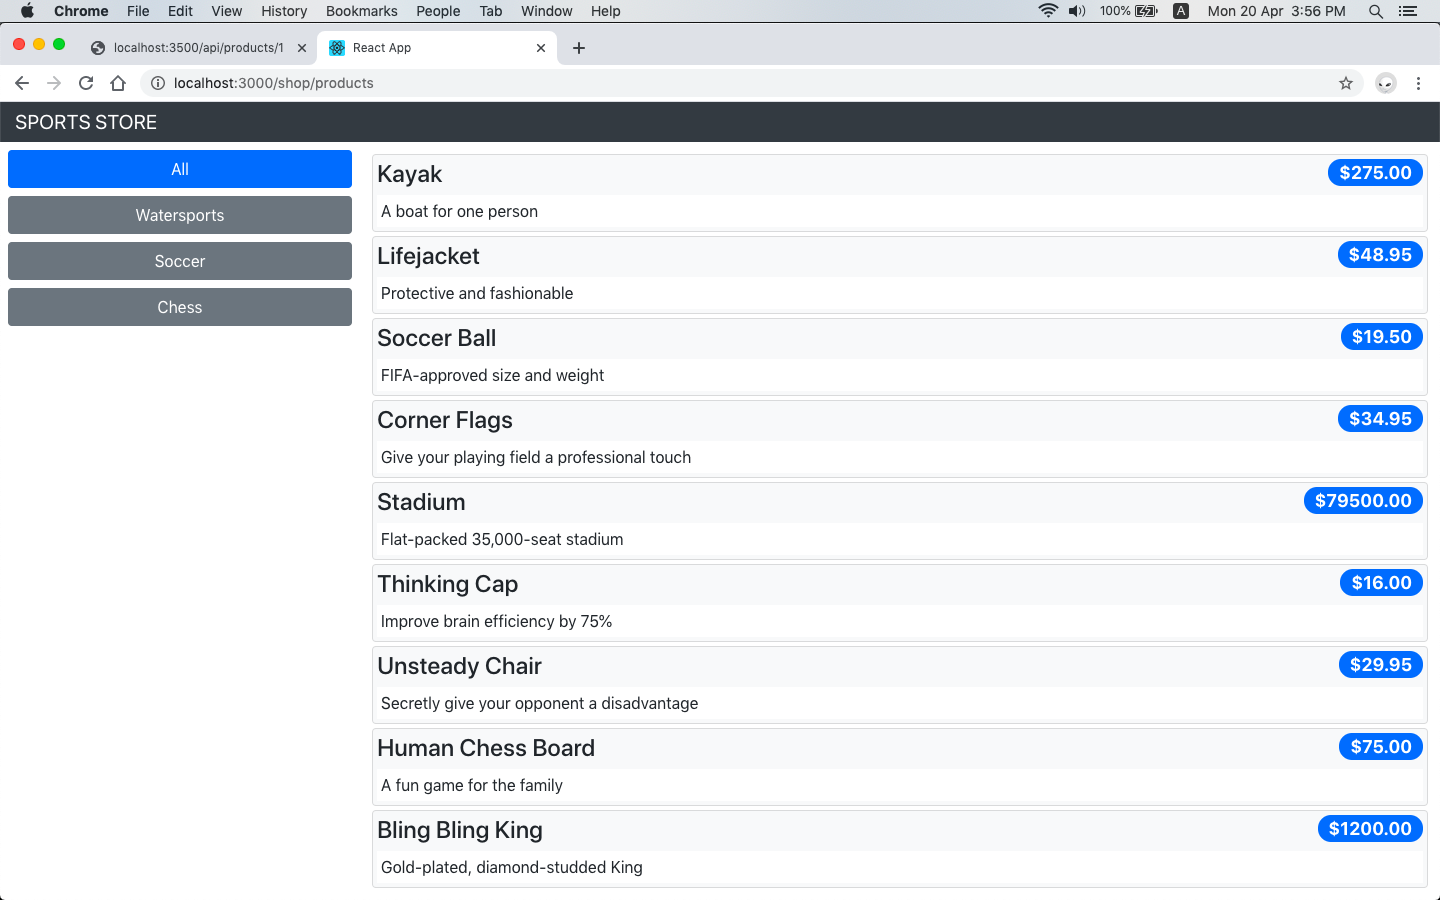 Chrome File Edit View History Bookmarks People Tab Window Help 100% A Mon 20 Apr 3:56 PM
localhost:3500/api/products/1 React App
localhost:3000/shop/products
SPORTS STORE
All
Watersports
Soccer
Chess
Kayak $275.00
A boat for one person
Lifejacket $48.95
Protective and fashionable
Soccer Ball $19.50
FIFA-approved size and weight
Corner Flags $34.95
Give your playing field a professional touch
Stadium $79500.00
Flat-packed 35,000-seat stadium
Thinking Cap $16.00
Improve brain efficiency by 75%
Unsteady Chair $29.95
Secretly give your opponent a disadvantage
Human Chess Board $75.00
A fun game for the family
Bling Bling King $1200.00
Gold-plated, diamond-studded King